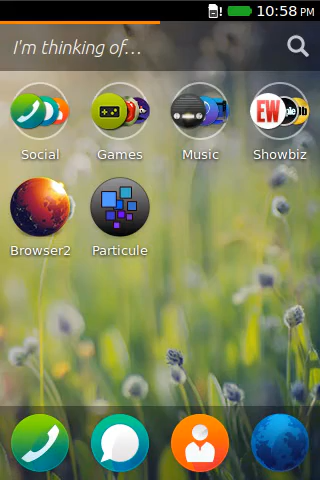 10:58 PM
I'm thinking of...
Social Games Music Showbiz
EW
Browser2 Particule